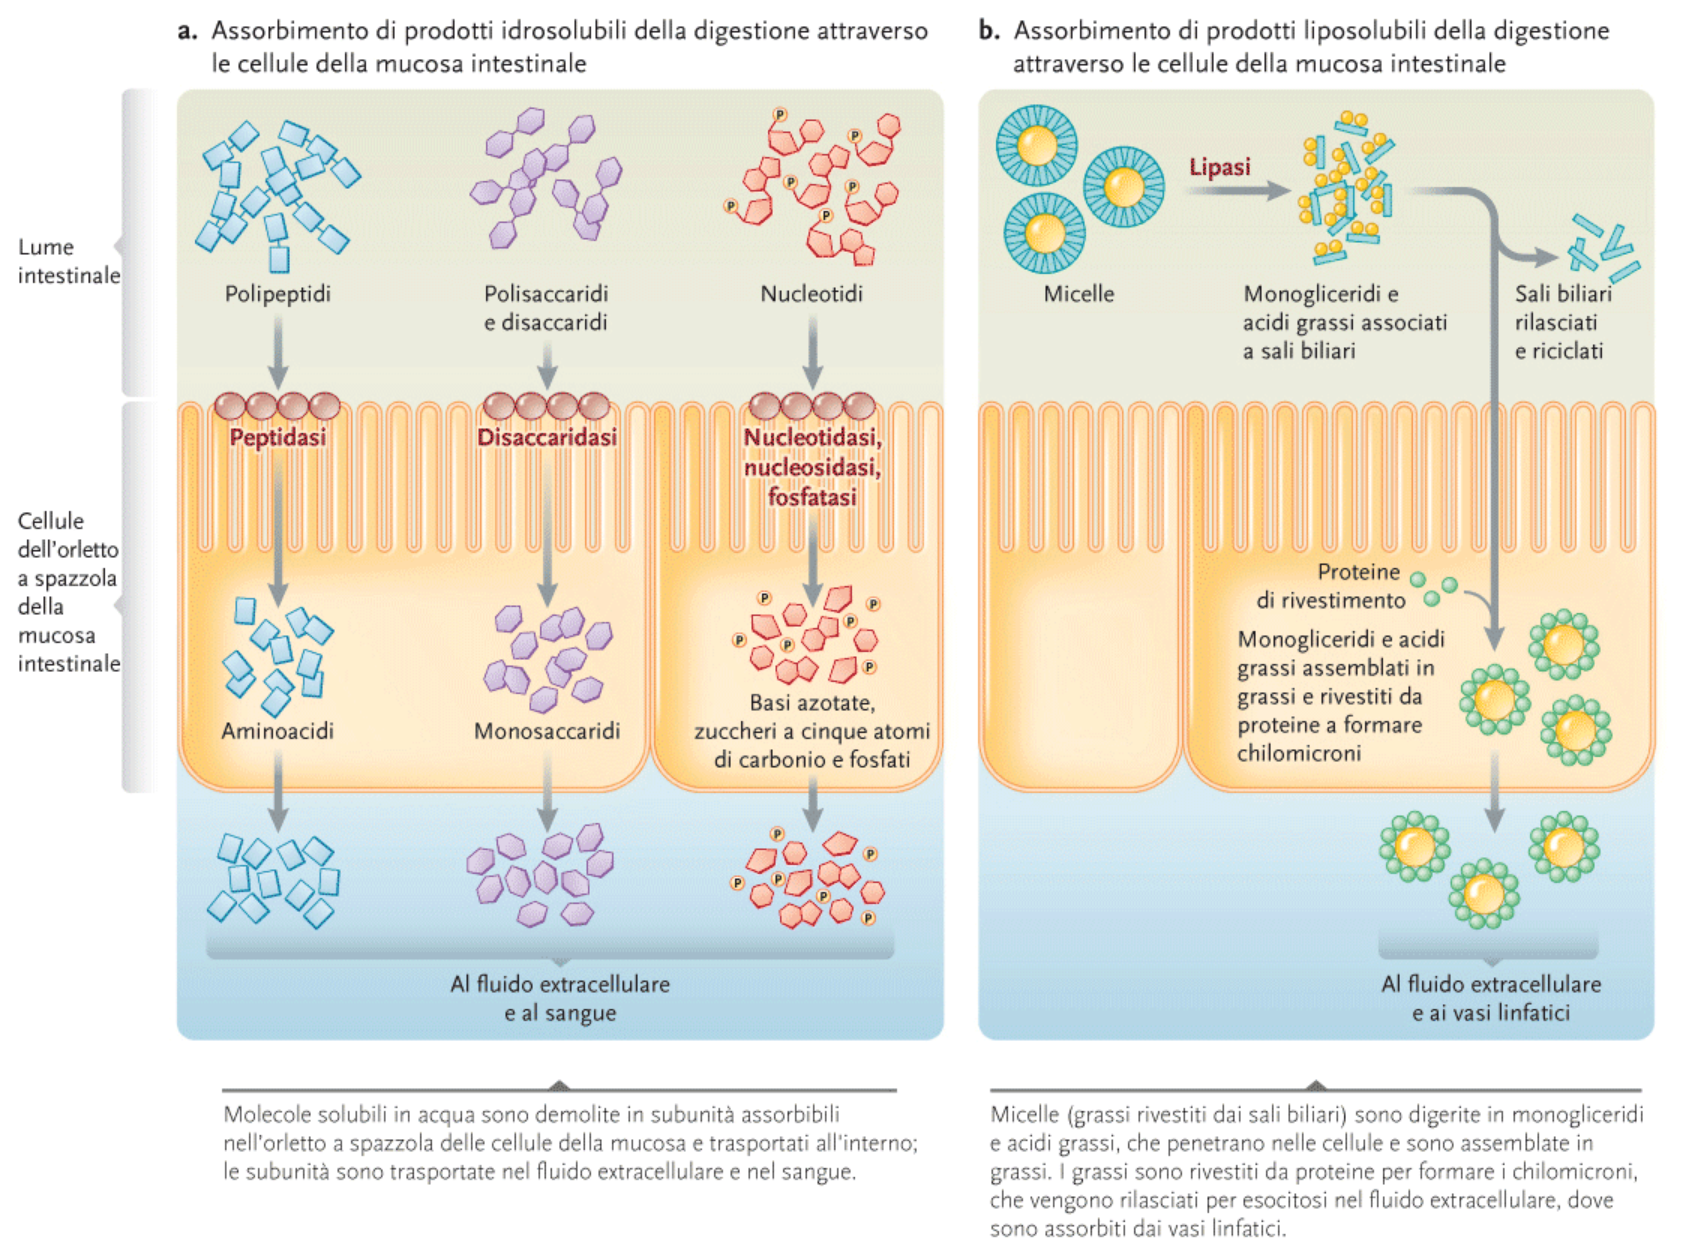 a. Assorbimento di prodotti idrosolubili della digestione attraverso
le cellule della mucosa intestinale
Lume
intestinale
Polipeptidi
Polisaccaridi
e disaccaridi
P
P
P
P
P
P
Nucleotidi
Peptidasi
Disaccaridasi
Nucleotidasi,
nucleosidasi,
fosfatasi
Cellule
dell'orletto
a spazzola
della
mucosa
intestinale
Aminoacidi
Monosaccaridi
P
P
P
P
P
P
Basi azotate,
zuccheri a cinque atomi
di carbonio e fosfati
P
P
P
P
P
P
Al fluido extracellulare
e al sangue
Molecole solubili in acqua sono demolite in subunità assorbibili
nell'orletto a spazzola delle cellule della mucosa e trasportati all'interno;
le subunità sono trasportate nel fluido extracellulare e nel sangue.
b. Assorbimento di prodotti liposolubili della digestione
attraverso le cellule della mucosa intestinale
Lipasi
Micelle
Monogliceridi e
acidi grassi associati
a sali biliari
Sali biliari
rilasciati
e riciclati
Proteine
di rivestimento
Monogliceridi e acidi
grassi assemblati in
grassi e rivestiti da
proteine a formare
chilomicroni
Al fluido extracellulare
e ai vasi linfatici
Micelle (grassi rivestiti dai sali biliari) sono digerite in monogliceridi
e acidi grassi, che penetrano nelle cellule e sono assemblate in
grassi. I grassi sono rivestiti da proteine per formare i chilomicroni,
che vengono rilasciati per esocitosi nel fluido extracellulare, dove
sono assorbiti dai vasi linfatici.